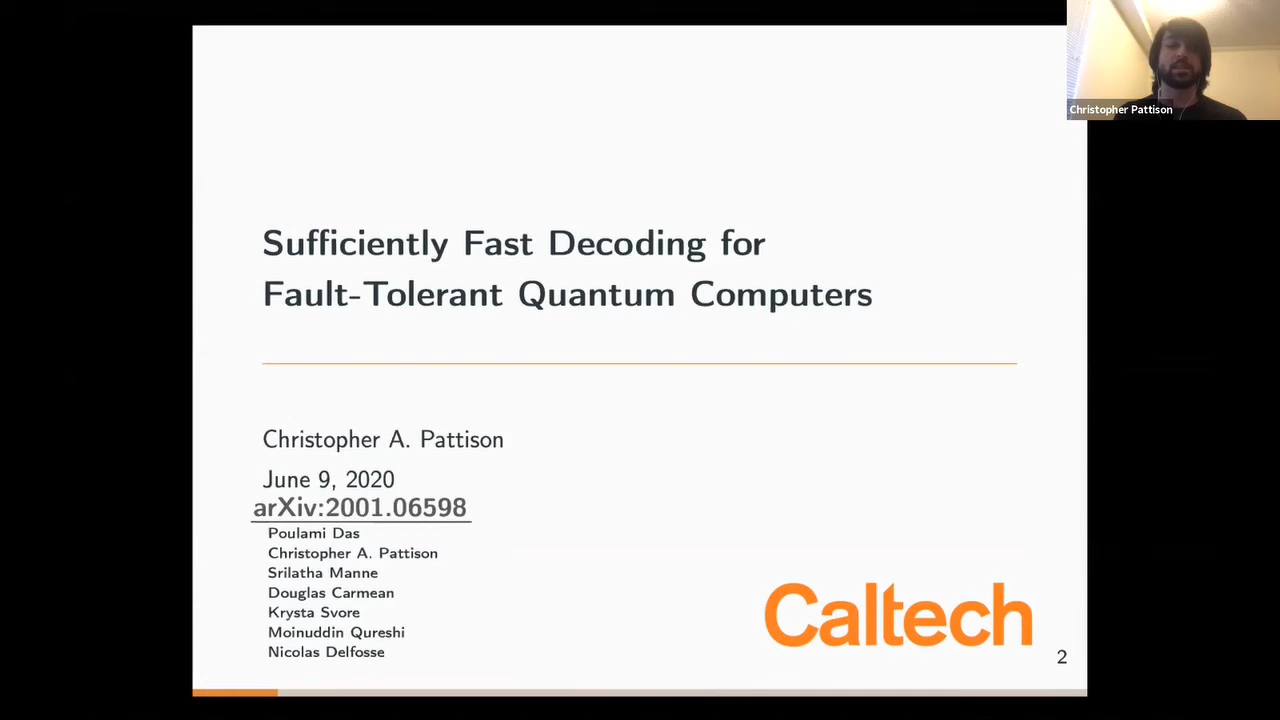 Christopher Pattison
Sufficiently Fast Decoding for
Fault-Tolerant Quantum Computers
Christopher A. Pattison
June 9, 2020
arXiv:2001.06598
Poulami Das
Christopher A. Pattison
Srilatha Manne
Douglas Carmean
Krysta Svore
Moinuddin Qureshi
Nicolas Delfosse
Caltech
2